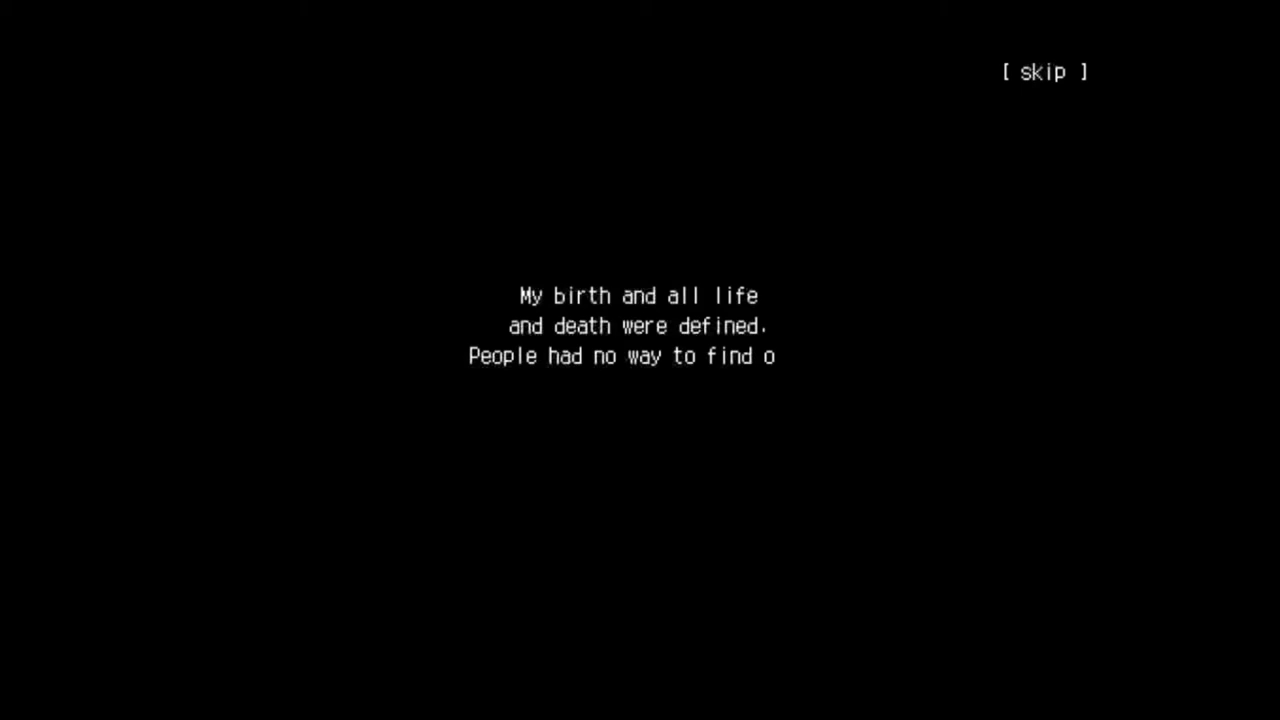 [ skip ]
My birth and all life
and death were defined.
People had no way to find o